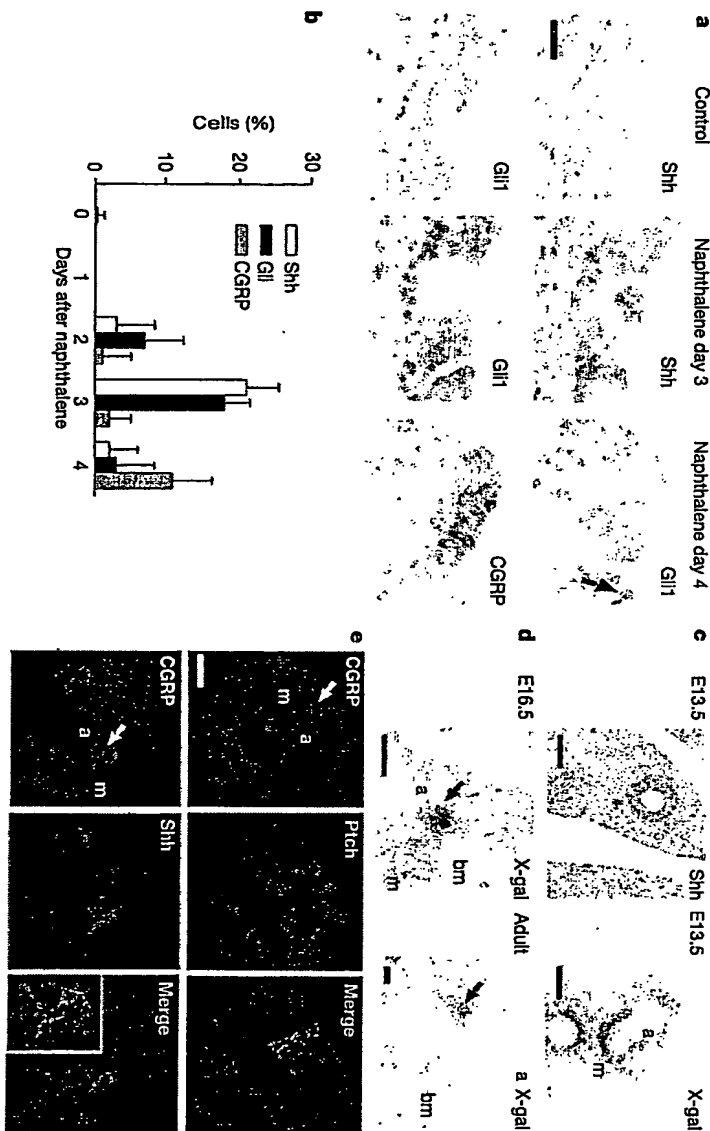 a
Control
Naphthalene day 3
Naphthalene day 4
Shh
Shh
Gli1
Gli1
Gli1
CGRP
b
Cells (%)
30
20
10
0
Shh
Gli
CGRP
0
1
2
3
4
Days after naphthalene
c
E13.5
Shh
E13.5
a
m
X-gal
d
E16.5
a
bm
m
X-gal
Adult
bm
a
X-gal
e
CGRP
m
a
Ptch
Merge
CGRP
a
m
Shh
Merge